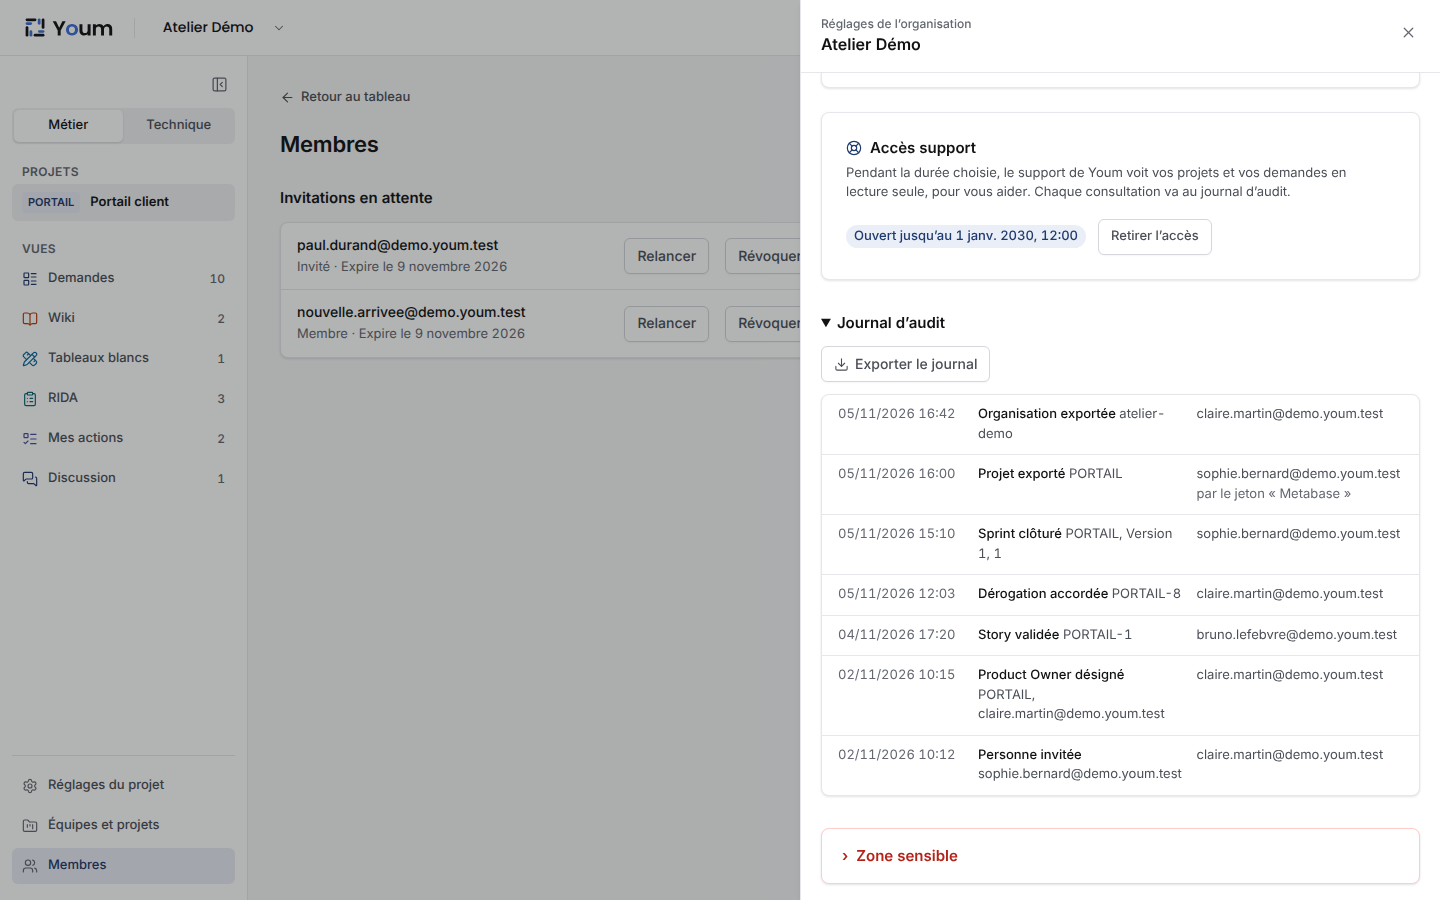 Youm
Atelier Démo
Métier
Technique
PROJETS
PORTAIL
Portail client
VUES
Demandes
10
Wiki
2
Tableaux blancs
1
RIDA
3
Mes actions
2
Discussion
1
Réglages du projet
Équipes et projets
Membres
Retour au tableau
Membres
Invitations en attente
paul.durand@demo.youm.test
Invité · Expire le 9 novembre 2026
Relancer
Révoquer
nouvelle.arrivee@demo.youm.test
Membre · Expire le 9 novembre 2026
Relancer
Révoquer
Réglages de l’organisation
Atelier Démo
Accès support
Pendant la durée choisie, le support de Youm voit vos projets et vos demandes en
lecture seule, pour vous aider. Chaque consultation va au journal d’audit.
Ouvert jusqu’au 1 janv. 2030, 12:00
Retirer l’accès
Journal d’audit
Exporter le journal
05/11/2026 16:42
Organisation exportée atelier-
demo
claire.martin@demo.youm.test
05/11/2026 16:00
Projet exporté PORTAIL
sophie.bernard@demo.youm.test
par le jeton « Metabase »
05/11/2026 15:10
Sprint clôturé PORTAIL, Version
1, 1
sophie.bernard@demo.youm.test
05/11/2026 12:03
Dérogation accordée PORTAIL-8
claire.martin@demo.youm.test
04/11/2026 17:20
Story validée PORTAIL-1
bruno.lefebvre@demo.youm.test
02/11/2026 10:15
Product Owner désigné
PORTAIL,
claire.martin@demo.youm.test
claire.martin@demo.youm.test
02/11/2026 10:12
Personne invitée
sophie.bernard@demo.youm.test
claire.martin@demo.youm.test
Zone sensible